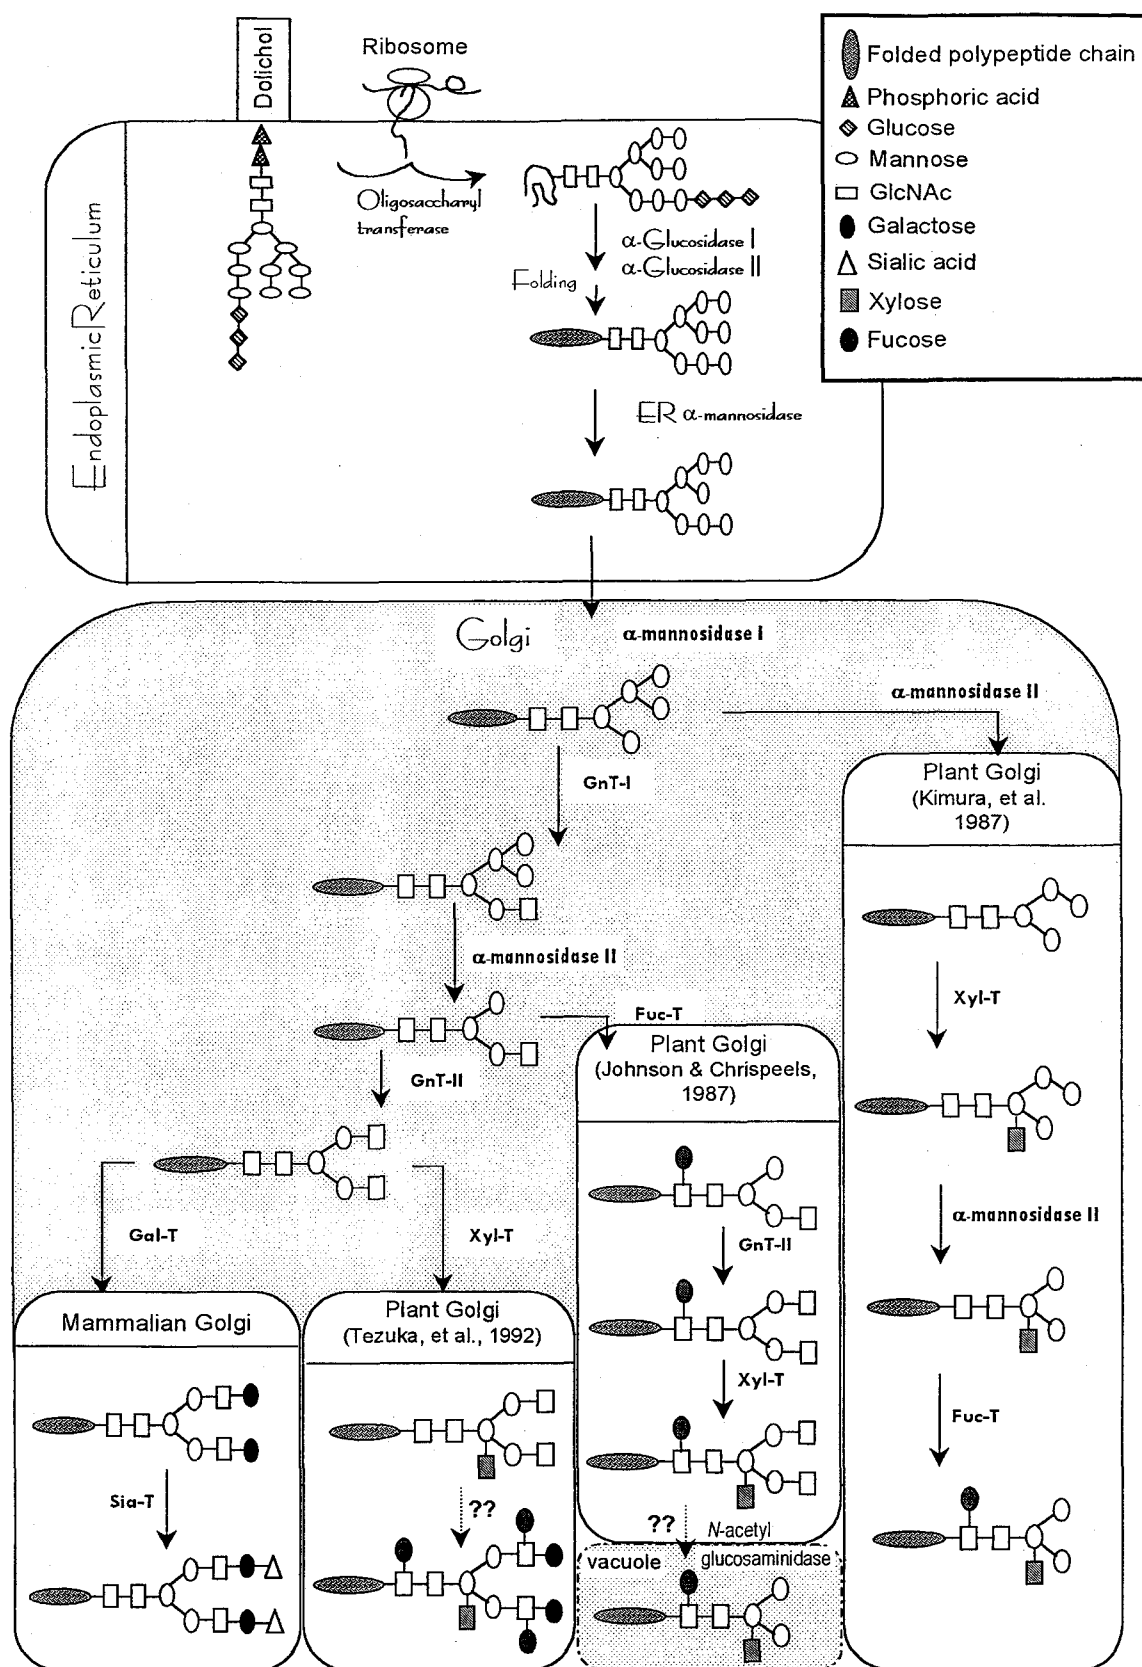 Dolichol
Ribosome
Folded polypeptide chain
Phosphoric acid
Glucose
Mannose
GlcNAc
Galactose
Sialic acid
Xylose
Fucose
Endoplasmic Reticulum
Oligosaccharyl
transferase
α-Glucosidase I
α-Glucosidase II
Folding
ER α-mannosidase
Golgi
α-mannosidase I
α-mannosidase II
GnT-I
Plant Golgi
(Kimura, et al.
1987)
α-mannosidase II
Xyl-T
Fuc-T
Plant Golgi
(Johnson & Chrispeels,
1987)
GnT-II
GnT-II
α-mannosidase II
Gal-T
Xyl-T
Mammalian Golgi
Plant Golgi
(Tezuka, et al., 1992)
Xyl-T
Fuc-T
Sia-T
??
??
N-acetyl
vacuole
glucosaminidase